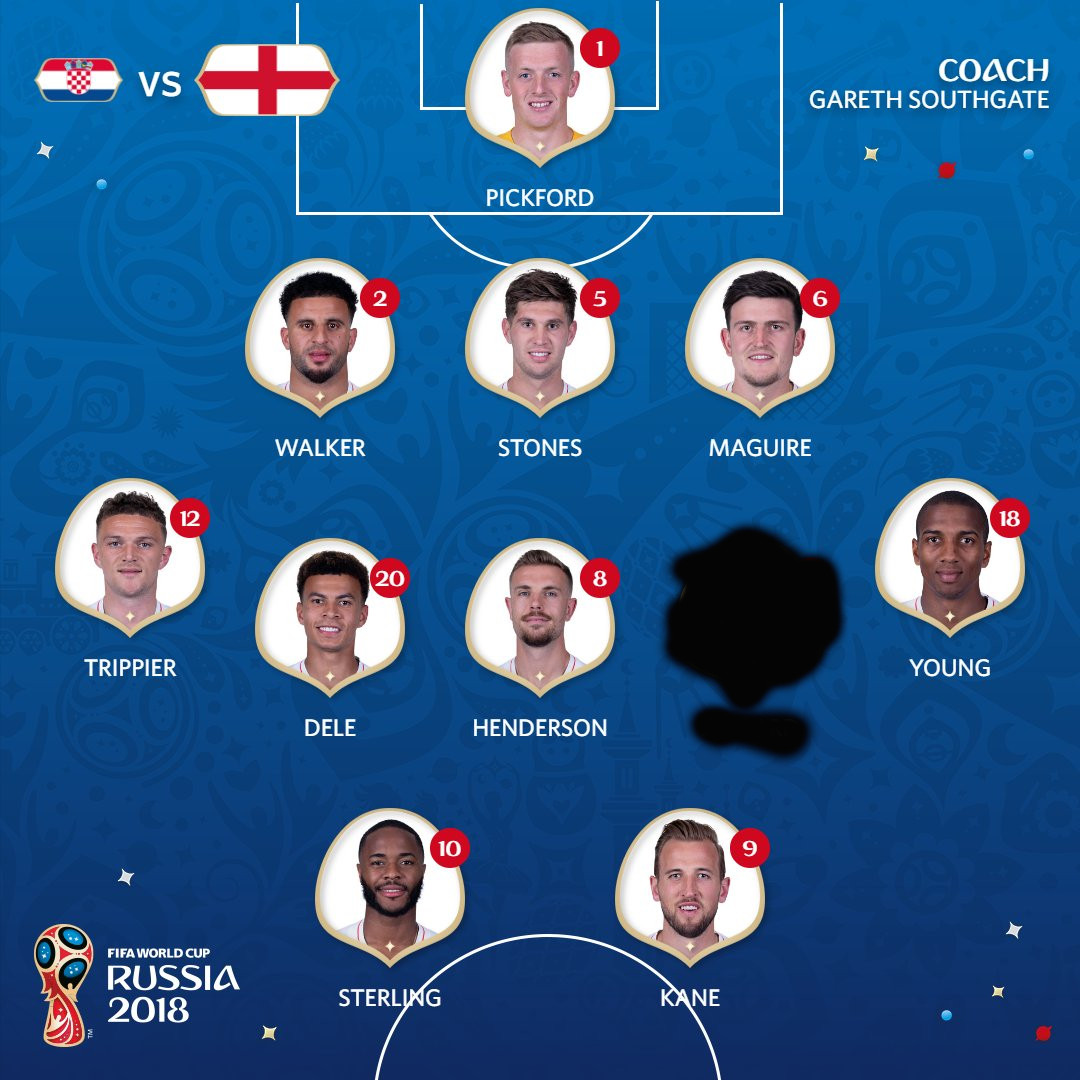 VS
COACH
GARETH SOUTHGATE
1
PICKFORD
2
5
6
WALKER
STONES
MAGUIRE
12
18
20
8
TRIPPIER
YOUNG
DELE
HENDERSON
10
9
STERLING
KANE
FIFA WORLD CUP
RUSSIA
2018
TM